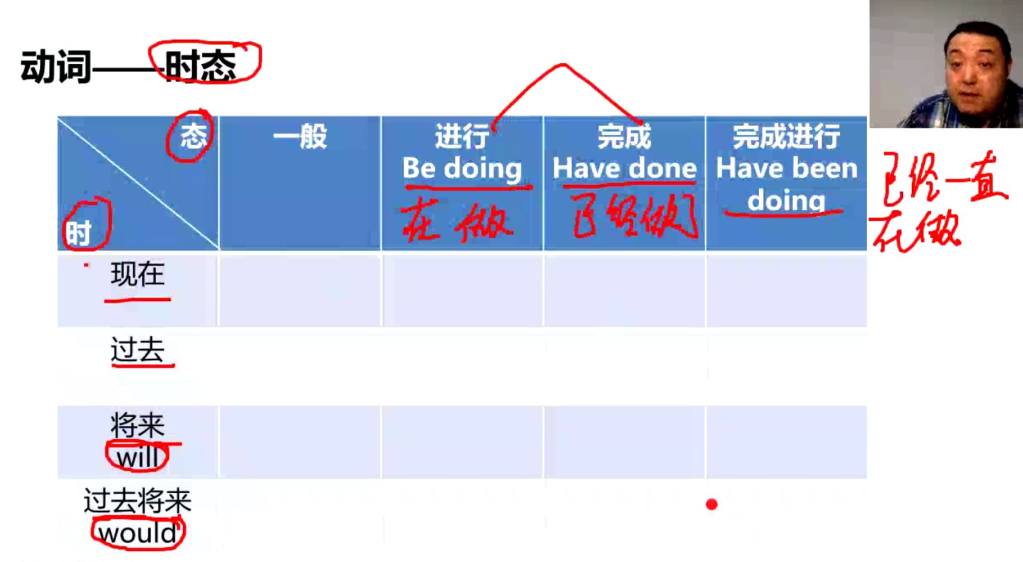 动词——时态
态
时
一般
进行
Be doing
完成
Have done
完成进行
Have been
doing
在做
已经做了
已经一直
在做
现在
过去
将来
will
过去将来
would